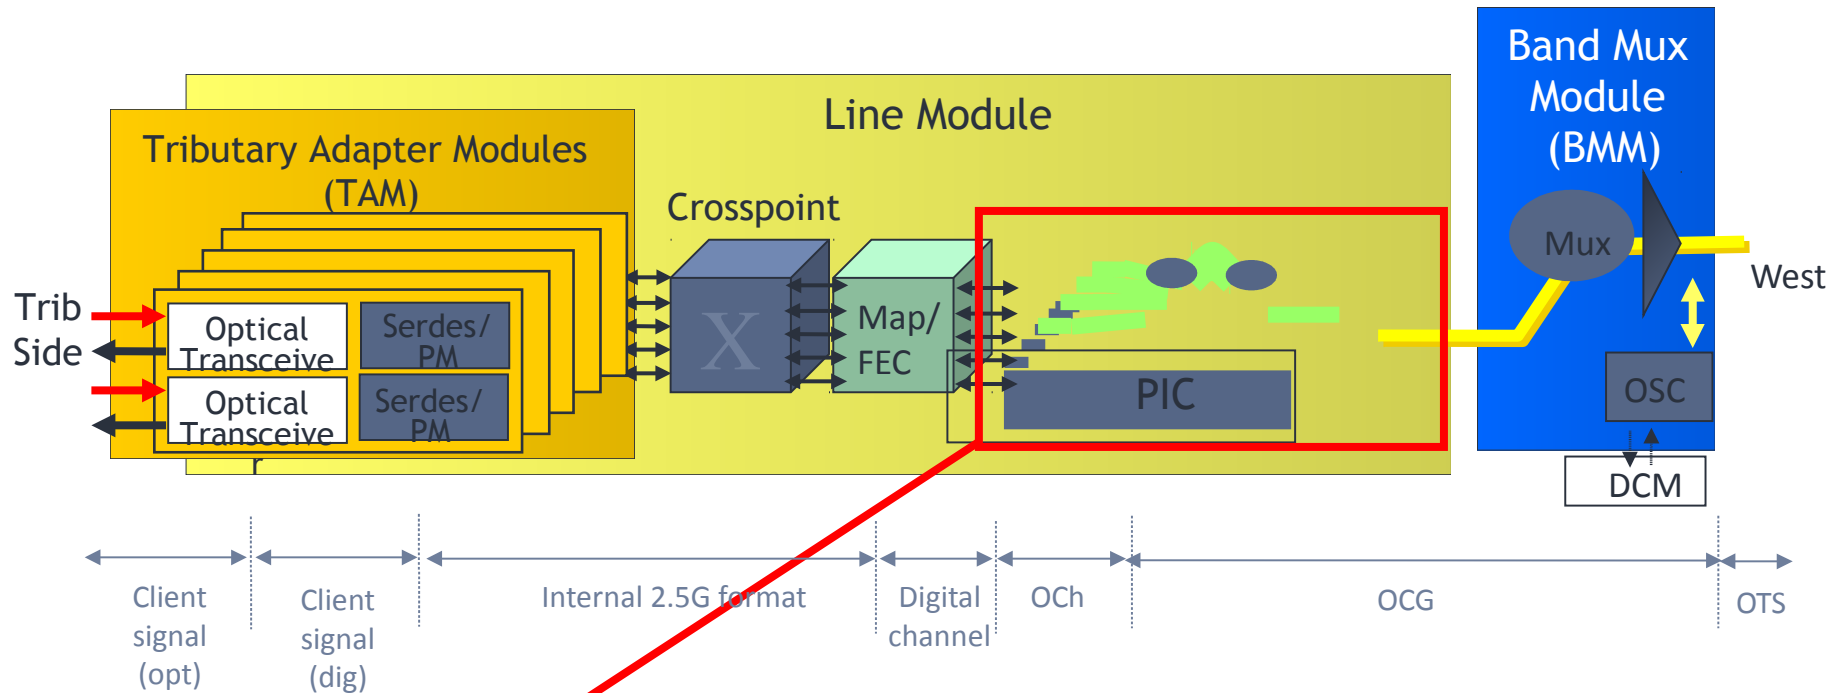 Band Mux
Module
(BMM)
Line Module
Tributary Adapter Modules
(TAM)
Crosspoint
Mux
West
Trib
Side
Optical
Transceive
Serdes/
PM
X
Map/
FEC
Optical
Transceive
r
Serdes/
PM
PIC
OSC
DCM
Client
signal
(opt)
Client
signal
(dig)
Internal 2.5G format
Digital
channel
OCh
OCG
OTS